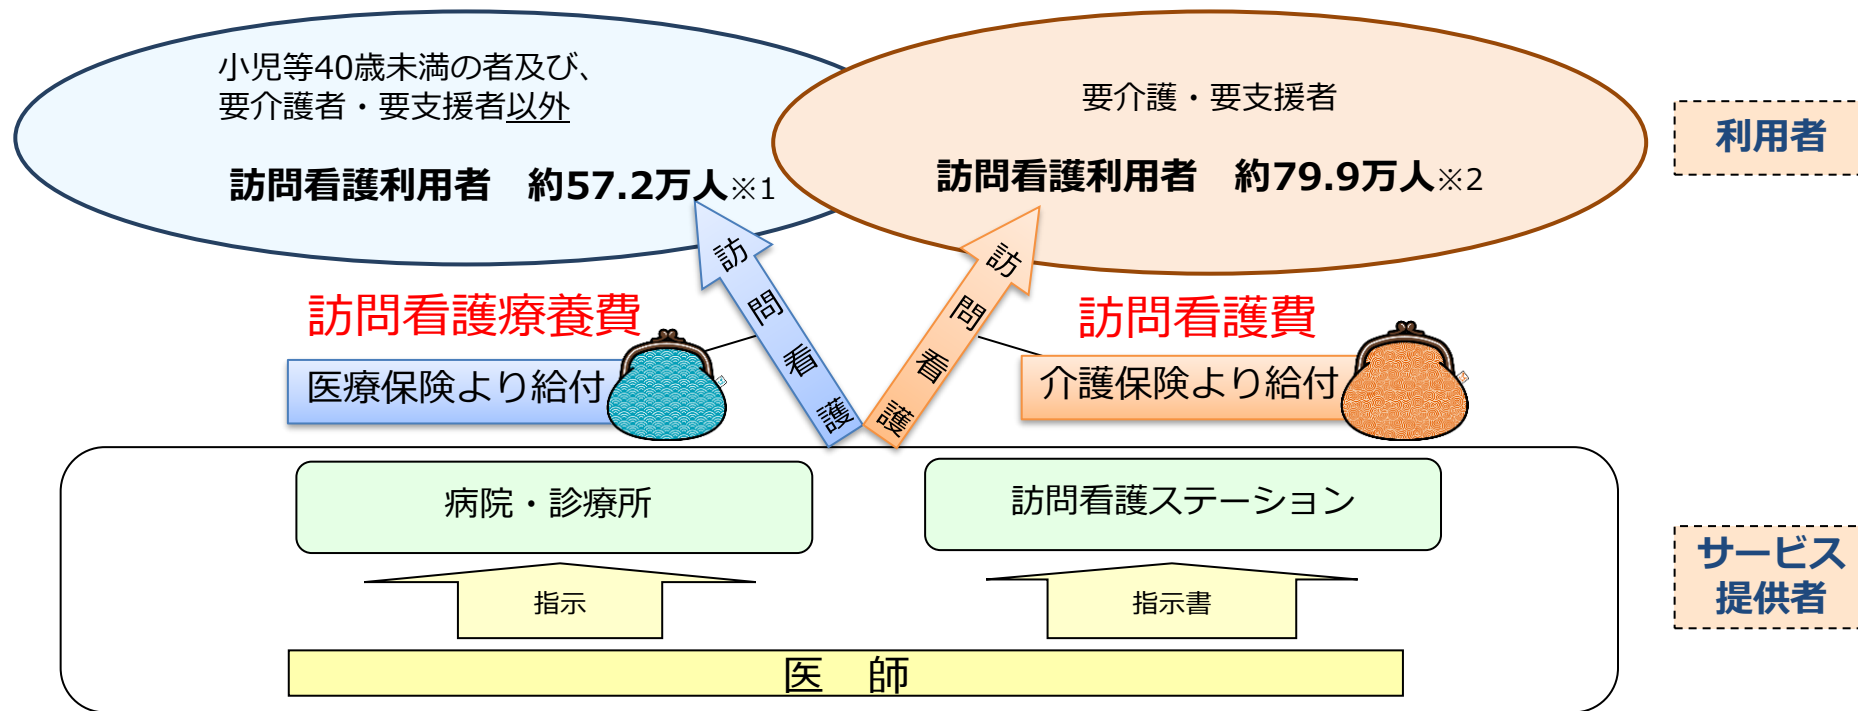 小児等40歳未満の者及び、
要介護者・要支援者以外
訪問看護利用者　約57.2万人※1
要介護・要支援者
訪問看護利用者　約79.9万人※2
利用者
訪問看護
訪問看護
訪問看護療養費
医療保険より給付
訪問看護費
介護保険より給付
病院・診療所
訪問看護ステーション
サービス
提供者
指示
指示書
医　師